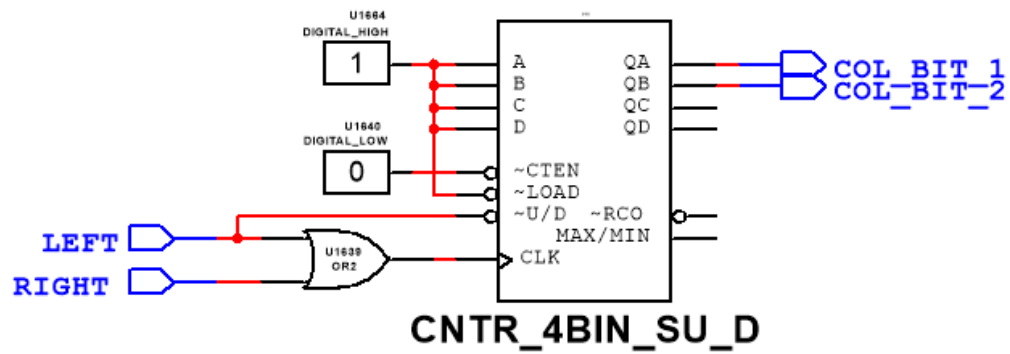 U1664
DIGITAL_HIGH
1
A
B
C
D
QA
QB
QC
QD
COL_BIT_1
COL_BIT_2
U1640
DIGITAL_LOW
0
~CTEN
~LOAD
~U/D
~RCO
MAX/MIN
CLK
LEFT
RIGHT
U1639
OR2
CNTR_4BIN_SU_D